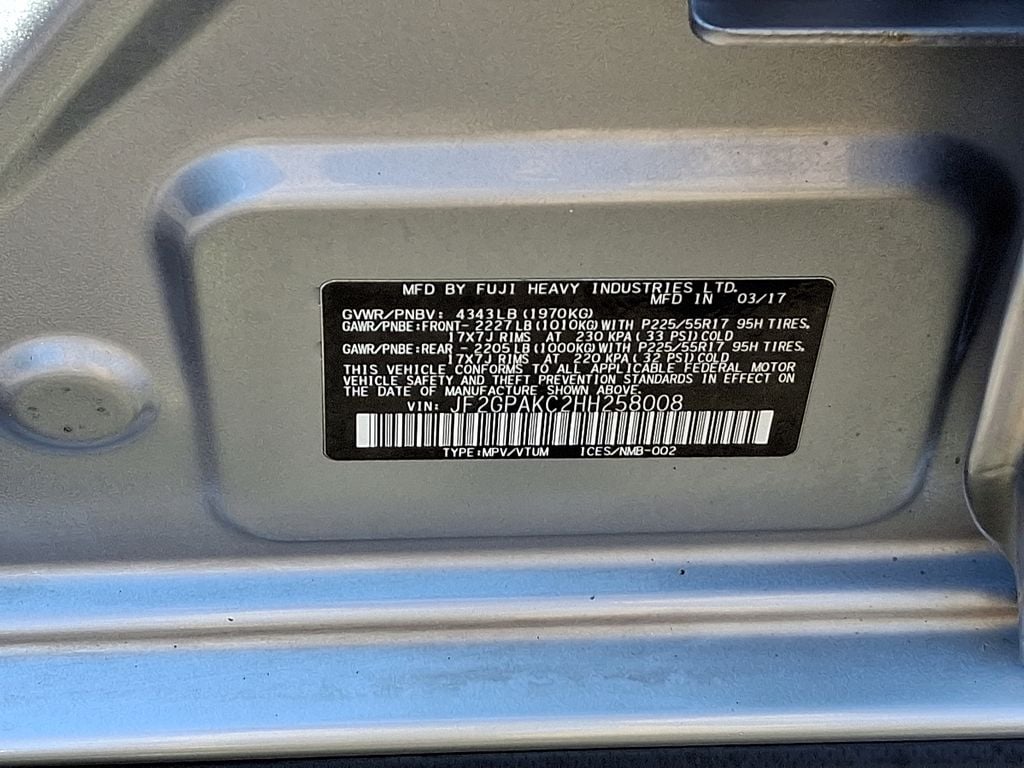 MFD BY FUJI HEAVY INDUSTRIES LTD.
MFD IN 03/17
GVWR/PNBV: 4343LB(1970KG)
GAWR/PNBE:FRONT- 2227LB(1010KG)WITH P225/55R17 95H TIRES,
17X7J RIMS AT 230 KPA( 33 PSI)COLD
GAWR/PNBE:REAR - 2205LB(1000KG)WITH P225/55R17 95H TIRES,
17X7J RIMS AT 220 KPA( 32 PSI)COLD
THIS VEHICLE CONFORMS TO ALL APPLICABLE FEDERAL MOTOR
VEHICLE SAFETY AND THEFT PREVENTION STANDARDS IN EFFECT ON
THE DATE OF MANUFACTURE SHOWN ABOVE.
VIN: JF2GPAKC2HH258008
TYPE:MPV/VTUM ICES/NMB-002